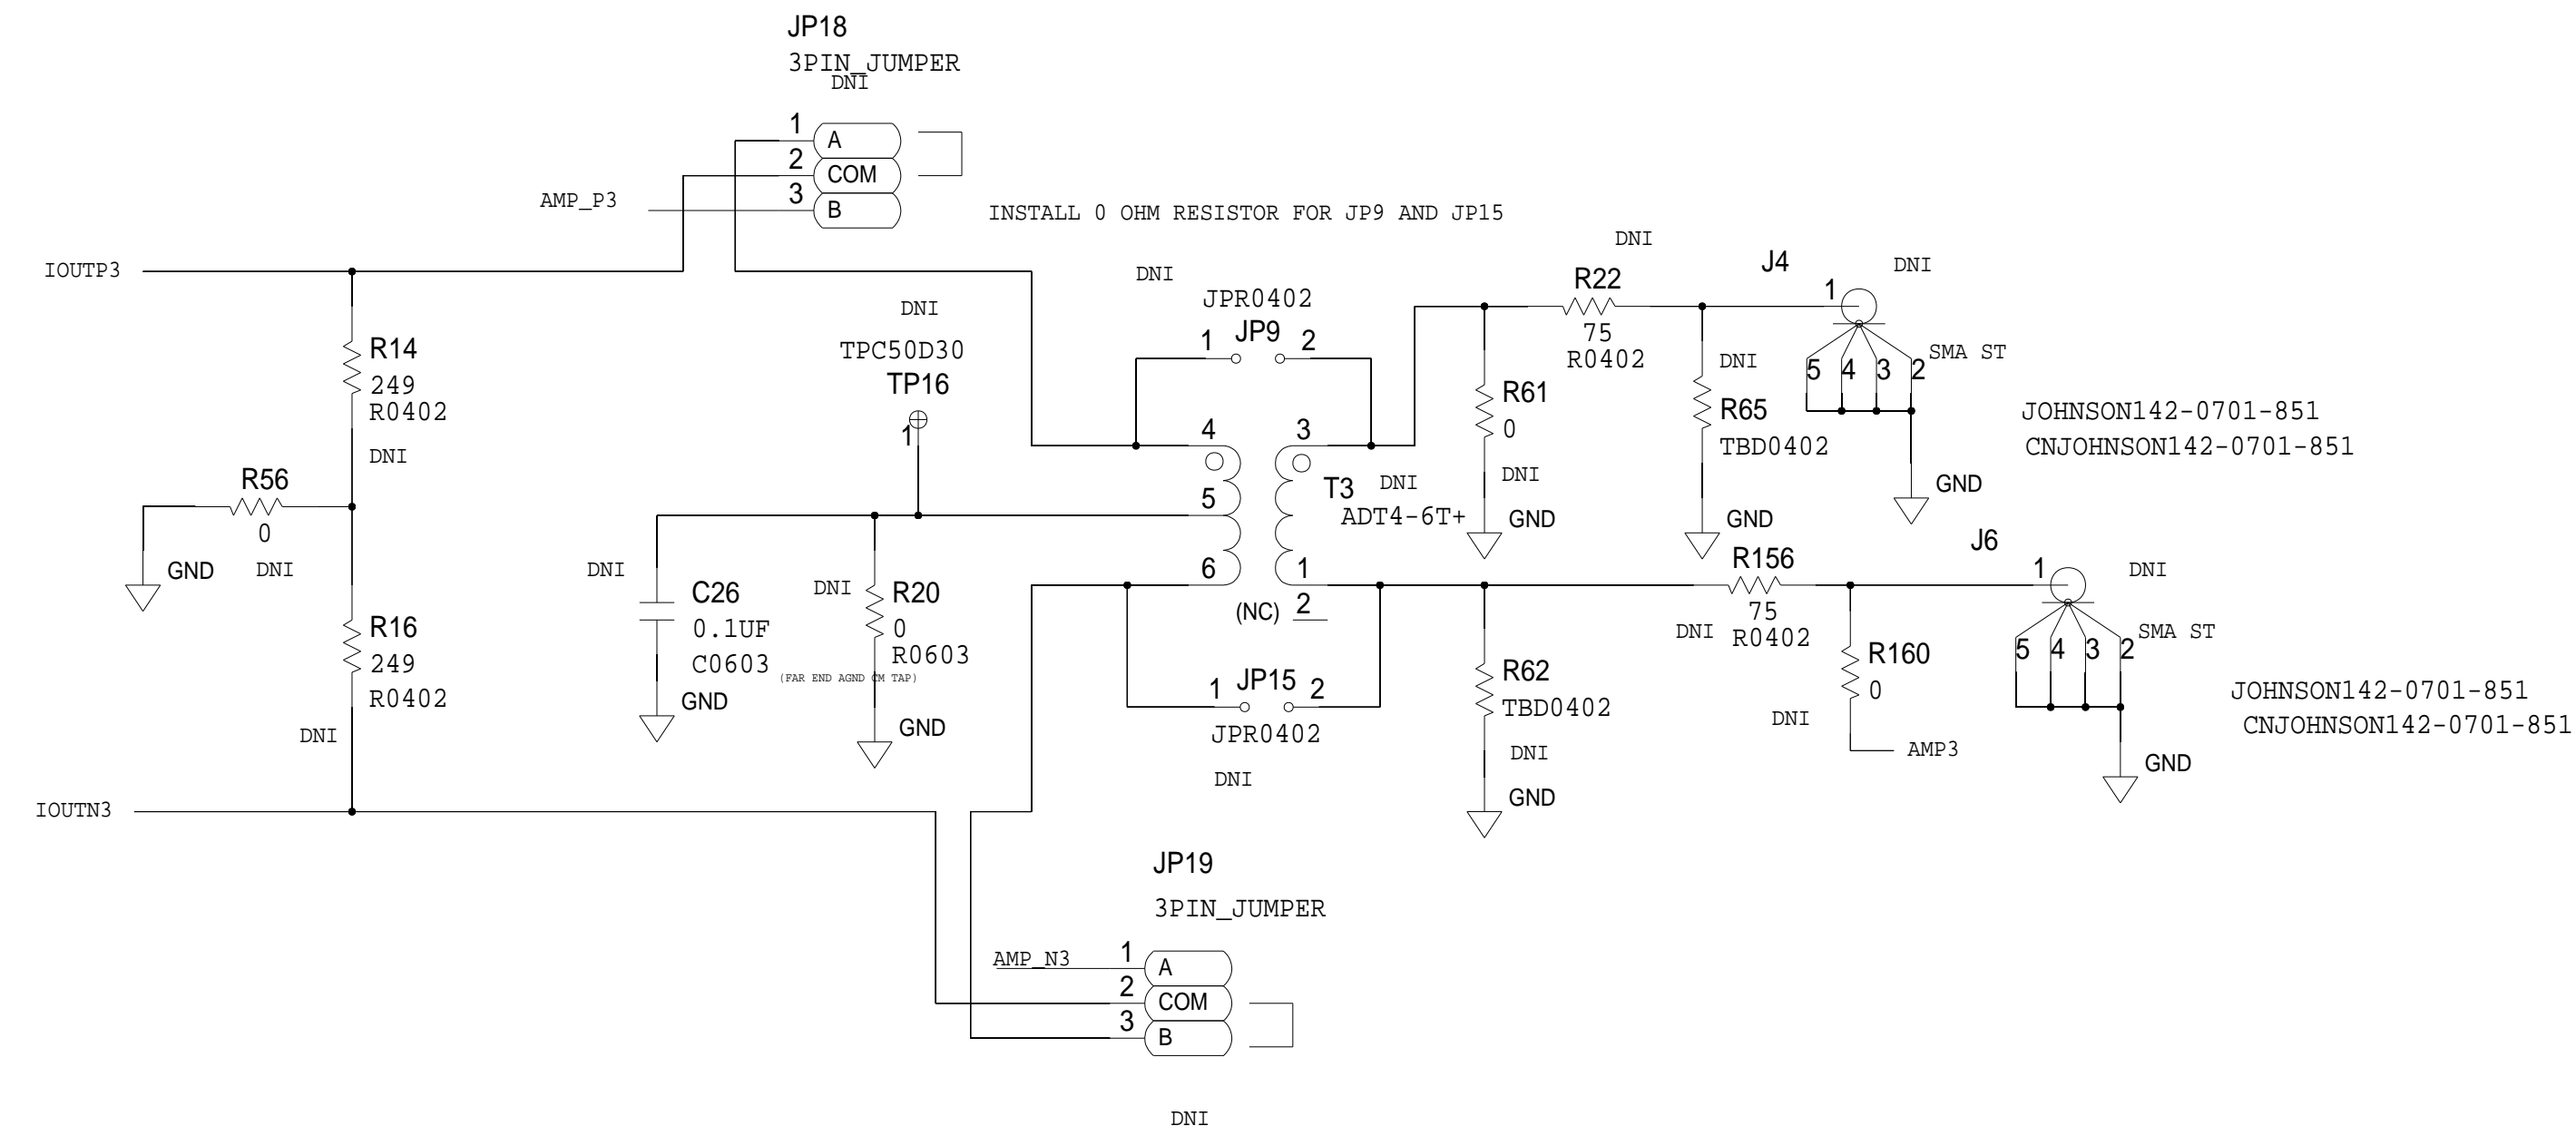 JP18
3PIN_JUMPER
DNI
1 A
2 COM
3 B
AMP_P3
INSTALL 0 OHM RESISTOR FOR JP9 AND JP15
IOUTP3
R14
249
R0402
DNI
R56
0
DNI
GND
R16
249
R0402
DNI
IOUTN3
DNI
TPC50D30
TP16
1
DNI
C26
0.1UF
C0603
GND
DNI
R20
0
R0603
(FAR END AGND CM TAP)
GND
DNI
JPR0402
1 JP9 2
4 3
5
6 1
(NC) 2
T3 DNI
ADT4-6T+
1 JP15 2
JPR0402
DNI
R61
0
DNI
GND
DNI
R22
75
R0402
DNI
R65
TBD0402
GND
J4
DNI
1
5 4 3 2
SMA ST
JOHNSON142-0701-851
CNJOHNSON142-0701-851
GND
R62
TBD0402
DNI
GND
R156
75
R0402
DNI
R160
0
DNI
AMP3
J6
DNI
1
5 4 3 2
SMA ST
JOHNSON142-0701-851
CNJOHNSON142-0701-851
GND
JP19
3PIN_JUMPER
AMP_N3
1 A
2 COM
3 B
DNI